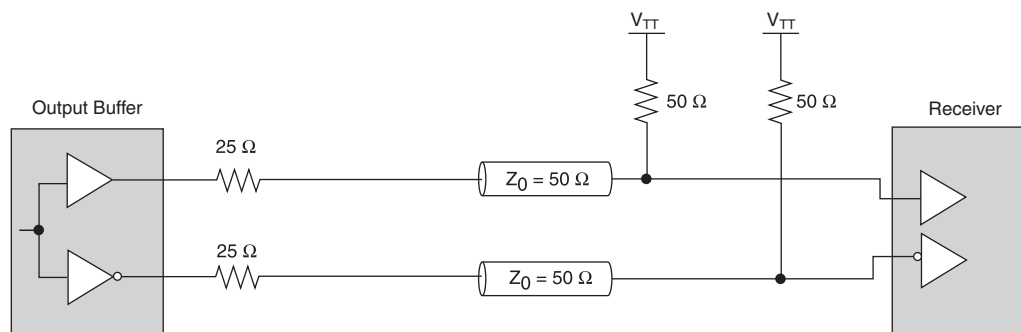 V_TT V_TT
50 Ω 50 Ω
Output Buffer Receiver
25 Ω
Z_0 = 50 Ω
25 Ω
Z_0 = 50 Ω